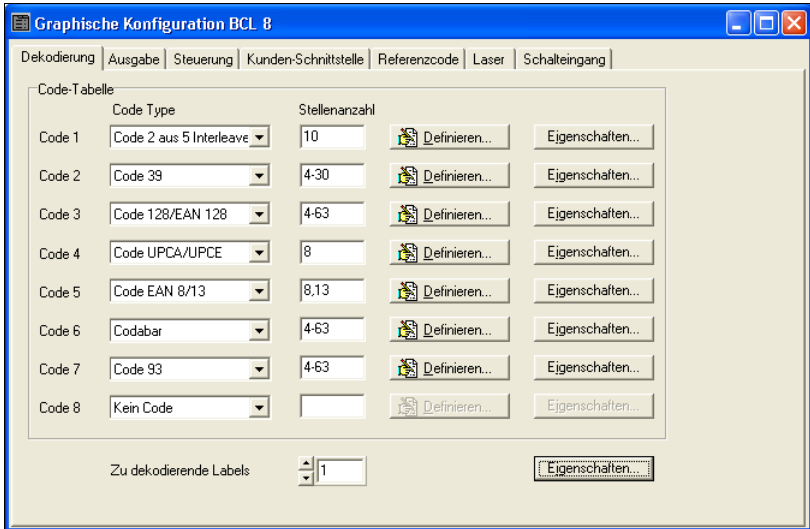 Graphische Konfiguration BCL 8
Dekodierung Ausgabe Steuerung Kunden-Schnittstelle Referenzcode Laser Schalteingang
Code-Tabelle
Code Type Stellenanzahl
Code 1 Code 2 aus 5 Interleave 10 Definieren... Eigenschaften...
Code 2 Code 39 4-30 Definieren... Eigenschaften...
Code 3 Code 128/EAN 128 4-63 Definieren... Eigenschaften...
Code 4 Code UPCA/UPCE 8 Definieren... Eigenschaften...
Code 5 Code EAN 8/13 8,13 Definieren... Eigenschaften...
Code 6 Codabar 4-63 Definieren... Eigenschaften...
Code 7 Code 93 4-63 Definieren... Eigenschaften...
Code 8 Kein Code Definieren... Eigenschaften...
Zu dekodierende Labels 1 Eigenschaften...